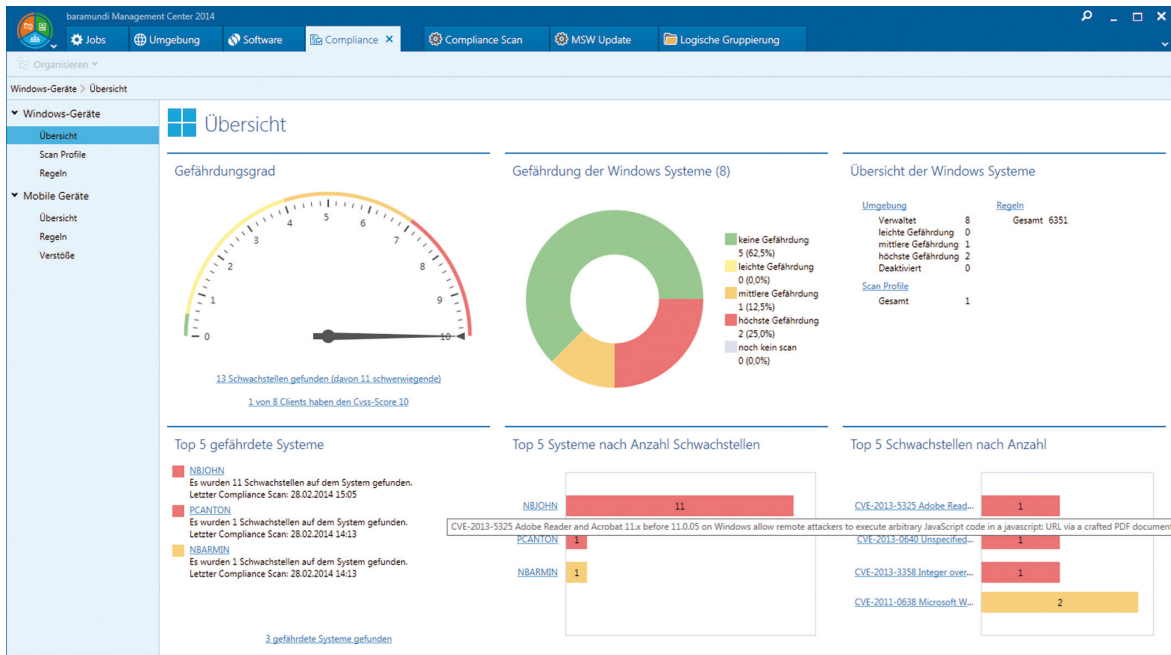 baramundi Management Center 2014
Jobs
Umgebung
Software
Compliance
Compliance Scan
MSW Update
Logische Gruppierung
Organisieren
Windows-Geräte > Übersicht
Windows-Geräte
Übersicht
Scan Profile
Regeln
Mobile Geräte
Übersicht
Regeln
Verstöße
Übersicht
Gefährdungsgrad
0
1
2
3
4
5
6
7
8
9
10
13 Schwachstellen gefunden (davon 11 schwerwiegende)
1 von 8 Clients haben den Cvss-Score 10
Gefährdung der Windows Systeme (8)
keine Gefährdung
5 (62,5%)
leichte Gefährdung
0 (0,0%)
mittlere Gefährdung
1 (12,5%)
höchste Gefährdung
2 (25,0%)
noch kein scan
0 (0,0%)
Übersicht der Windows Systeme
Umgebung
Verwaltet 8
leichte Gefährdung 0
mittlere Gefährdung 1
höchste Gefährdung 2
Deaktiviert 0
Scan Profile
Gesamt 1
Regeln
Gesamt 6351
Top 5 gefährdete Systeme
NBJOHN
Es wurden 11 Schwachstellen auf dem System gefunden.
Letzter Compliance Scan: 28.02.2014 15:05
PCANTON
Es wurden 1 Schwachstellen auf dem System gefunden.
Letzter Compliance Scan: 28.02.2014 14:13
NBARMIN
Es wurden 1 Schwachstellen auf dem System gefunden.
Letzter Compliance Scan: 28.02.2014 14:13
3 gefährdete Systeme gefunden
Top 5 Systeme nach Anzahl Schwachstellen
NBJOHN 11
PCANTON 1
NBARMIN 1
Top 5 Schwachstellen nach Anzahl
CVE-2013-5325 Adobe Read... 1
CVE-2013-5325 Adobe Reader and Acrobat 11.x before 11.0.05 on Windows allow remote attackers to execute arbitrary JavaScript code in a javascript: URL via a crafted PDF document
CVE-2013-0640 Unspecified... 1
CVE-2013-3358 Integer over... 1
CVE-2011-0638 Microsoft W... 2